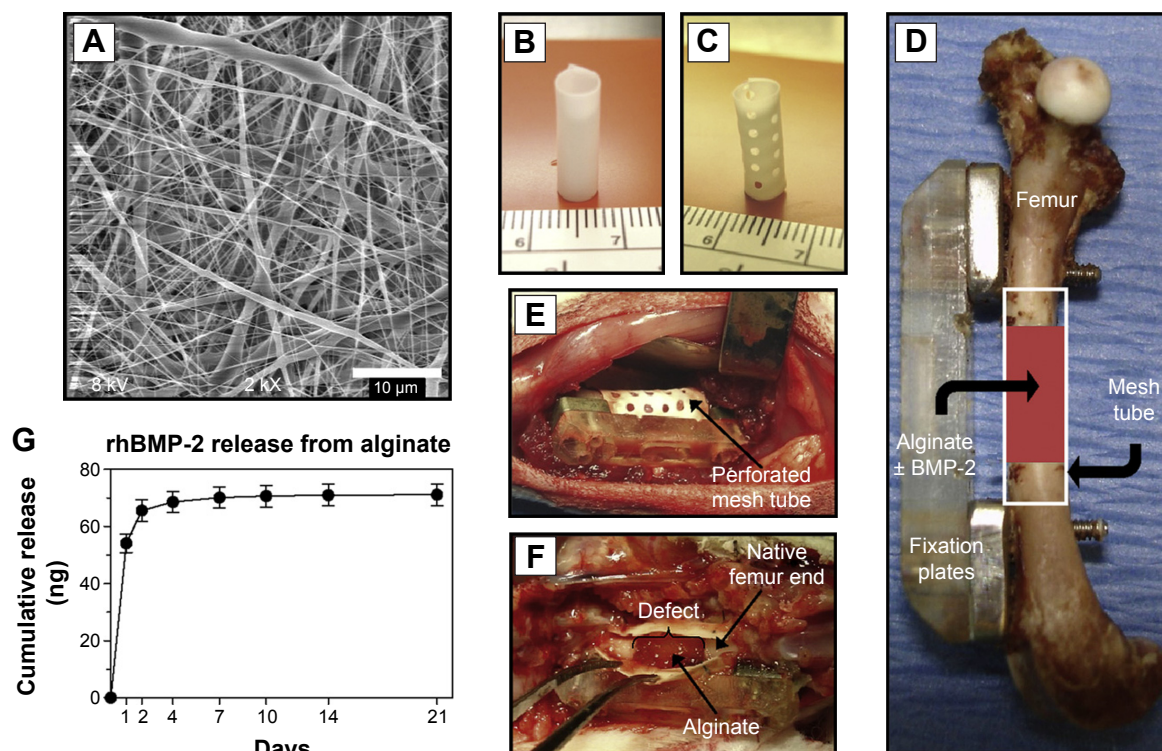 A
8 kV
2 kX
10 µm
B
6
7
C
6
7
D
Femur
Alginate
± BMP-2
Mesh
tube
Fixation
plates
E
Perforated
mesh tube
F
Native
femur end
Defect
Alginate
G
rhBMP-2 release from alginate
Cumulative release
(ng)
80
60
40
20
0
1 2 4 7 10 14 21
Days